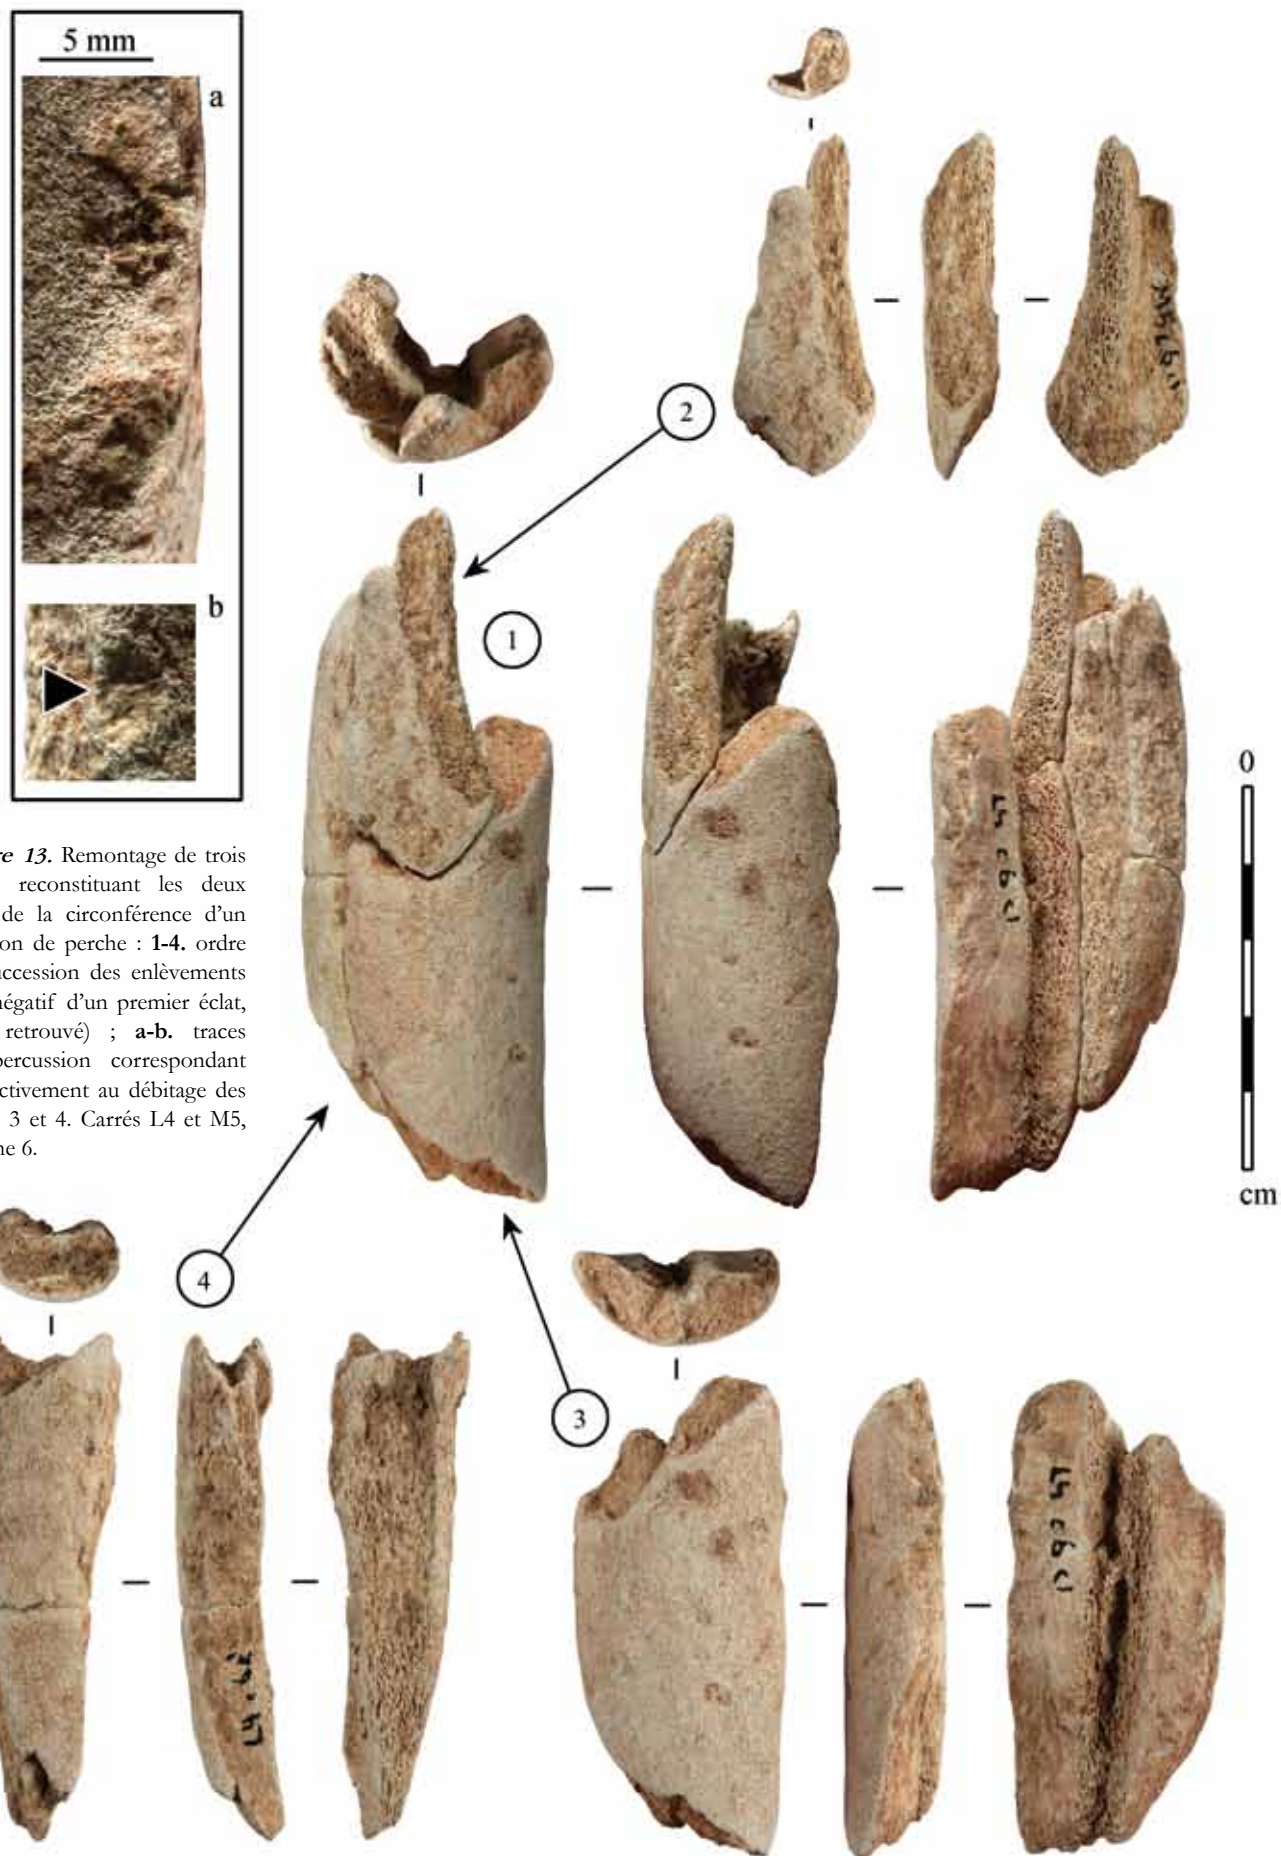 5 mm
a
b
2
1
0
cm
re 13. Remontage de trois
reconstituant les deux
de la circonférence d'un
on de perche : 1-4. ordre
uccession des enlèvements
négatif d'un premier éclat,
retrouvé) ; a-b. traces
percussion correspondant
ctivement au débitage des
3 et 4. Carrés L4 et M5,
ne 6.
4
3